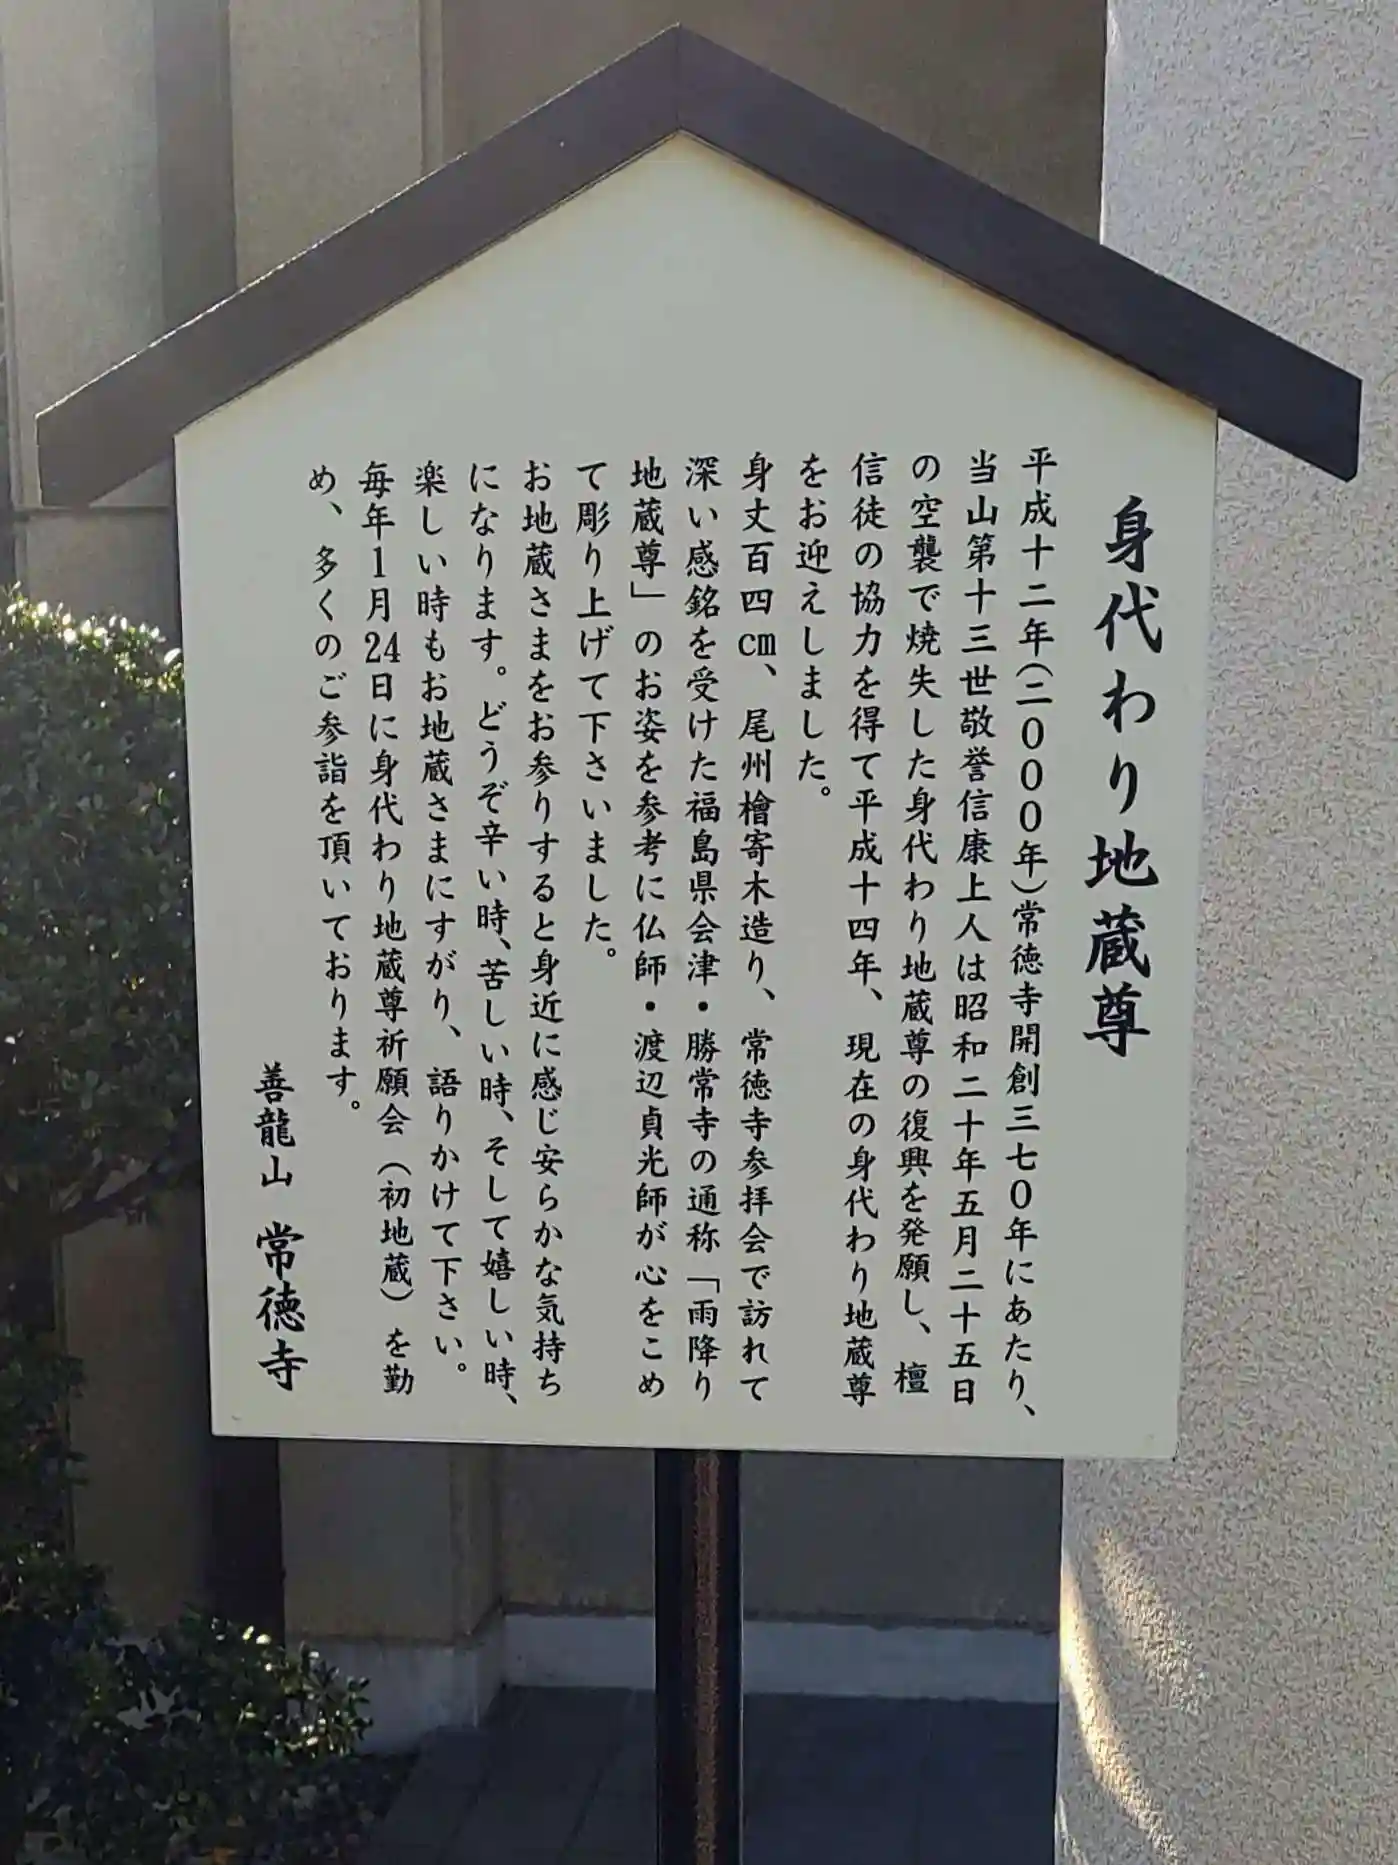 身代わり地蔵尊
平成十二年(二〇〇〇年)常徳寺開創三七〇年にあたり、
当山第十三世敬誉信康上人は昭和二十年五月二十五日
の空襲で焼失した身代わり地蔵尊の復興を発願し、檀
信徒の協力を得て平成十四年、現在の身代わり地蔵尊
をお迎えしました。
身丈百四cm、尾州檜寄木造り、常徳寺参拝会で訪れて
深い感銘を受けた福島県会津・勝常寺の通称「雨降り
地蔵尊」のお姿を参考に仏師・渡辺貞光師が心をこめ
て彫り上げて下さいました。
お地蔵さまをお参りすると身近に感じ安らかな気持ち
になります。どうぞ辛い時、苦しい時、そして嬉しい時、
楽しい時もお地蔵さまにすがり、語りかけて下さい。
毎年1月24日に身代わり地蔵尊祈願会(初地蔵)を勤
め、多くのご参詣を頂いております。
善龍山 常徳寺